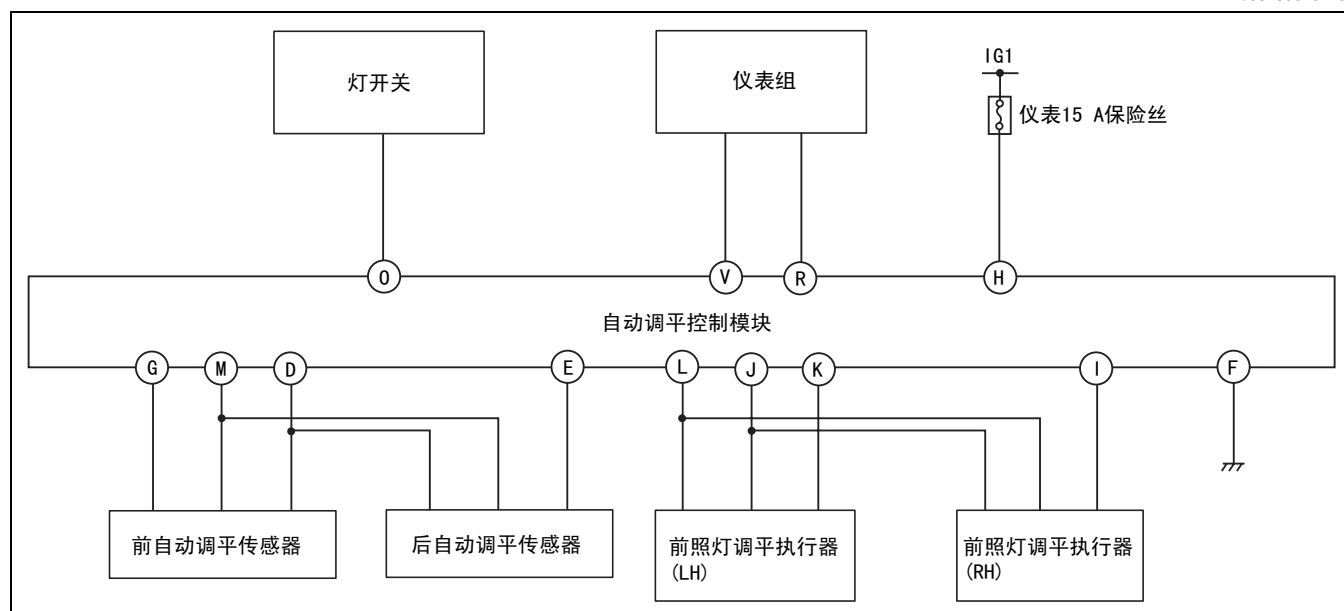 灯开关
仪表组
IG1
仪表15 A保险丝
O
V
R
H
自动调平控制模块
G
M
D
E
L
J
K
I
F
前自动调平传感器
后自动调平传感器
前照灯调平执行器
(LH)
前照灯调平执行器
(RH)